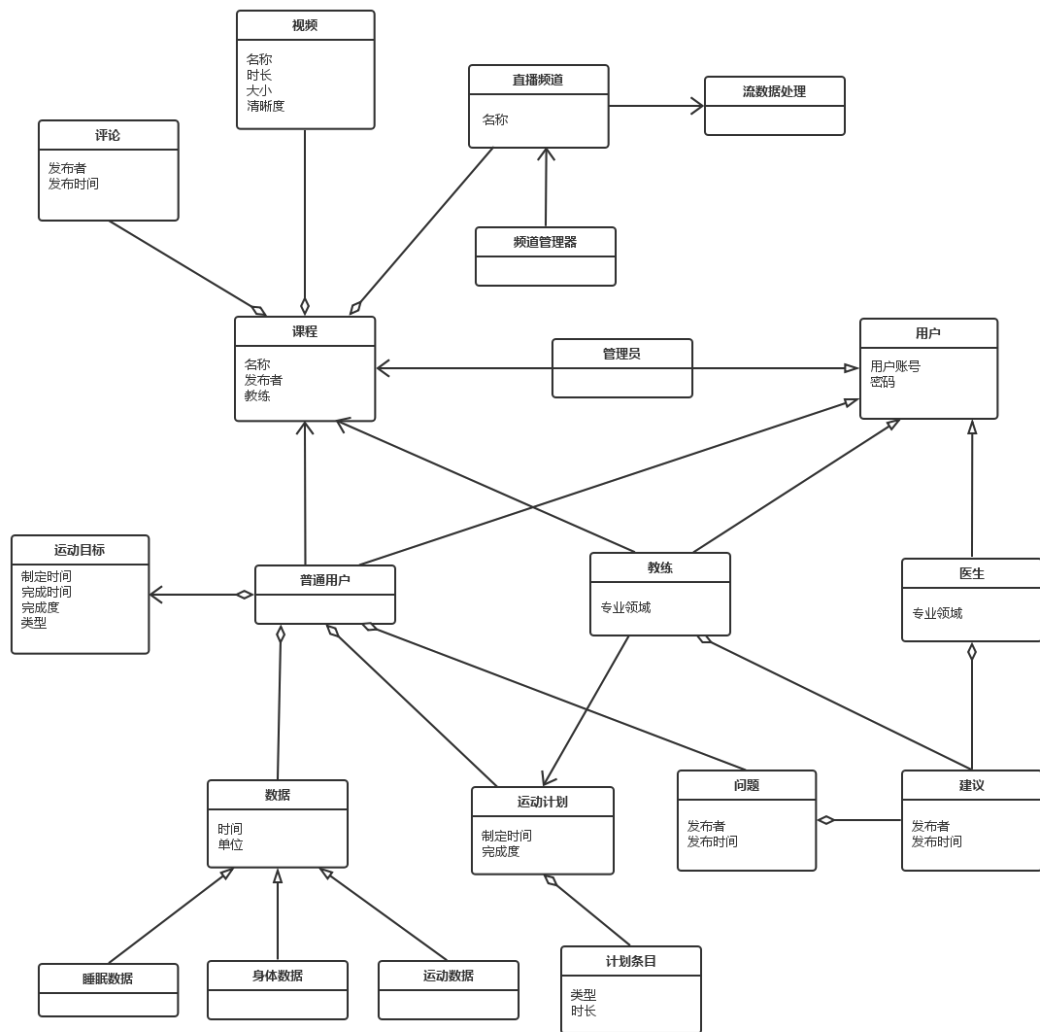 视频
名称
时长
大小
清晰度
直播频道
名称
流数据处理
评论
发布者
发布时间
频道管理器
课程
名称
发布者
教练
管理员
用户
用户账号
密码
运动目标
制定时间
完成时间
完成度
类型
普通用户
教练
专业领域
医生
专业领域
数据
时间
单位
运动计划
制定时间
完成度
问题
发布者
发布时间
建议
发布者
发布时间
睡眠数据
身体数据
运动数据
计划条目
类型
时长